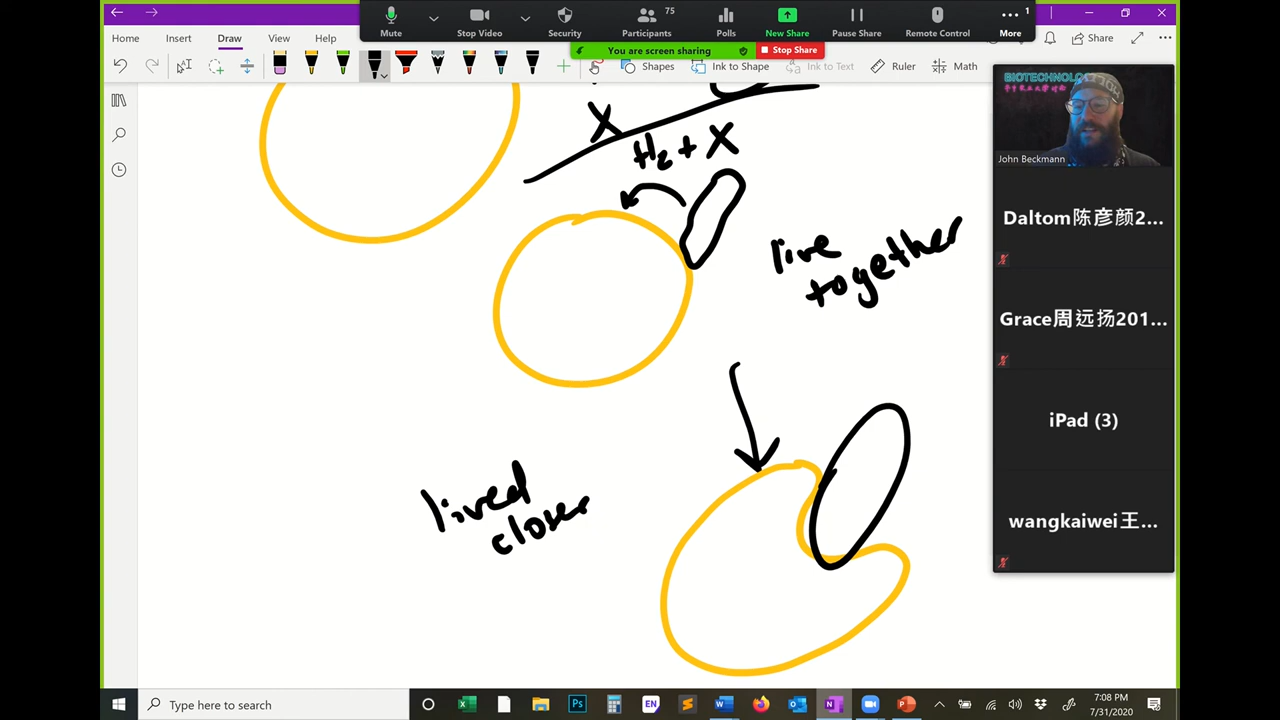 75
1
Mute
Stop Video
Security
Participants
Polls
New Share
Pause Share
Remote Control
More
You are screen sharing
Stop Share
Home
Insert
Draw
View
Help
Share
Shapes
Ink to Shape
Ink to Text
Ruler
Math
X
H2 + X
live
together
lived
closer
BIOTECHNOLOGY
John Beckmann
Daltom陈彦颜2...
Grace周远扬201...
iPad (3)
wangkaiwei王...
Type here to search
EN
7:08 PM
7/31/2020